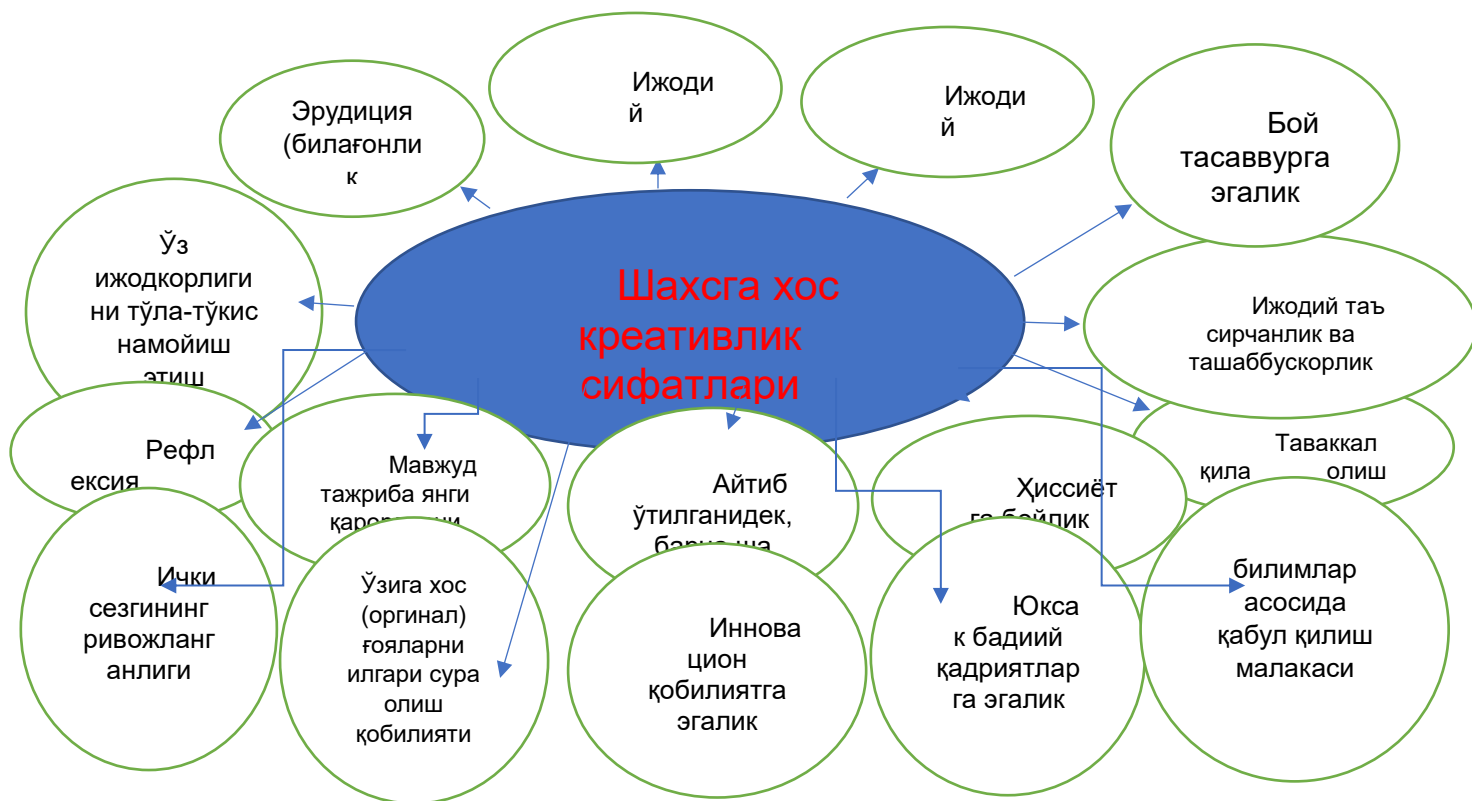 Ижоди
й
Ижоди
й
Эрудиция
(билағонли
к
Бой
тасаввурга
эгалик
Ўз
ижодкорлиги
ни тўла-тўкис
намойиш
этиш
Шахсга хос
креативлик
сифатлари
Ижодий таъ
сирчанлик ва
ташаббускорлик
Рефл
ексия
Мавжуд
тажриба янги
Айтиб
ўтилганидек,
Ҳиссиёт
га бойлик
Таваккал
қила олиш
Ички
сезгининг
ривожланг
анлиги
Ўзига хос
(оргинал)
ғояларни
илгари сура
олиш
қобилияти
Иннова
цион
қобилиятга
эгалик
Юкса
к бадиий
қадриятлар
га эгалик
билимлар
асосида
қабул қилиш
малакаси